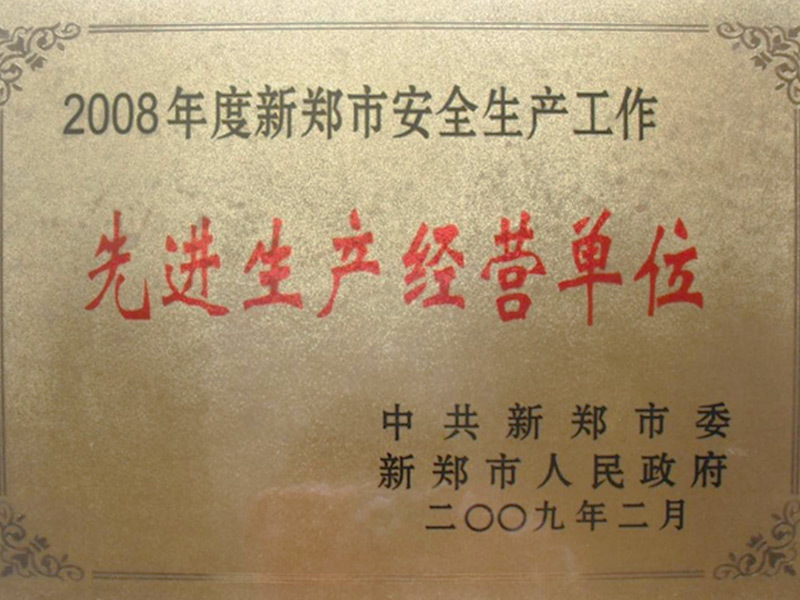 2008年度新郑市安全生产工作
先进生产经营单位
中共新郑市委
新郑市人民政府
二〇〇九年二月